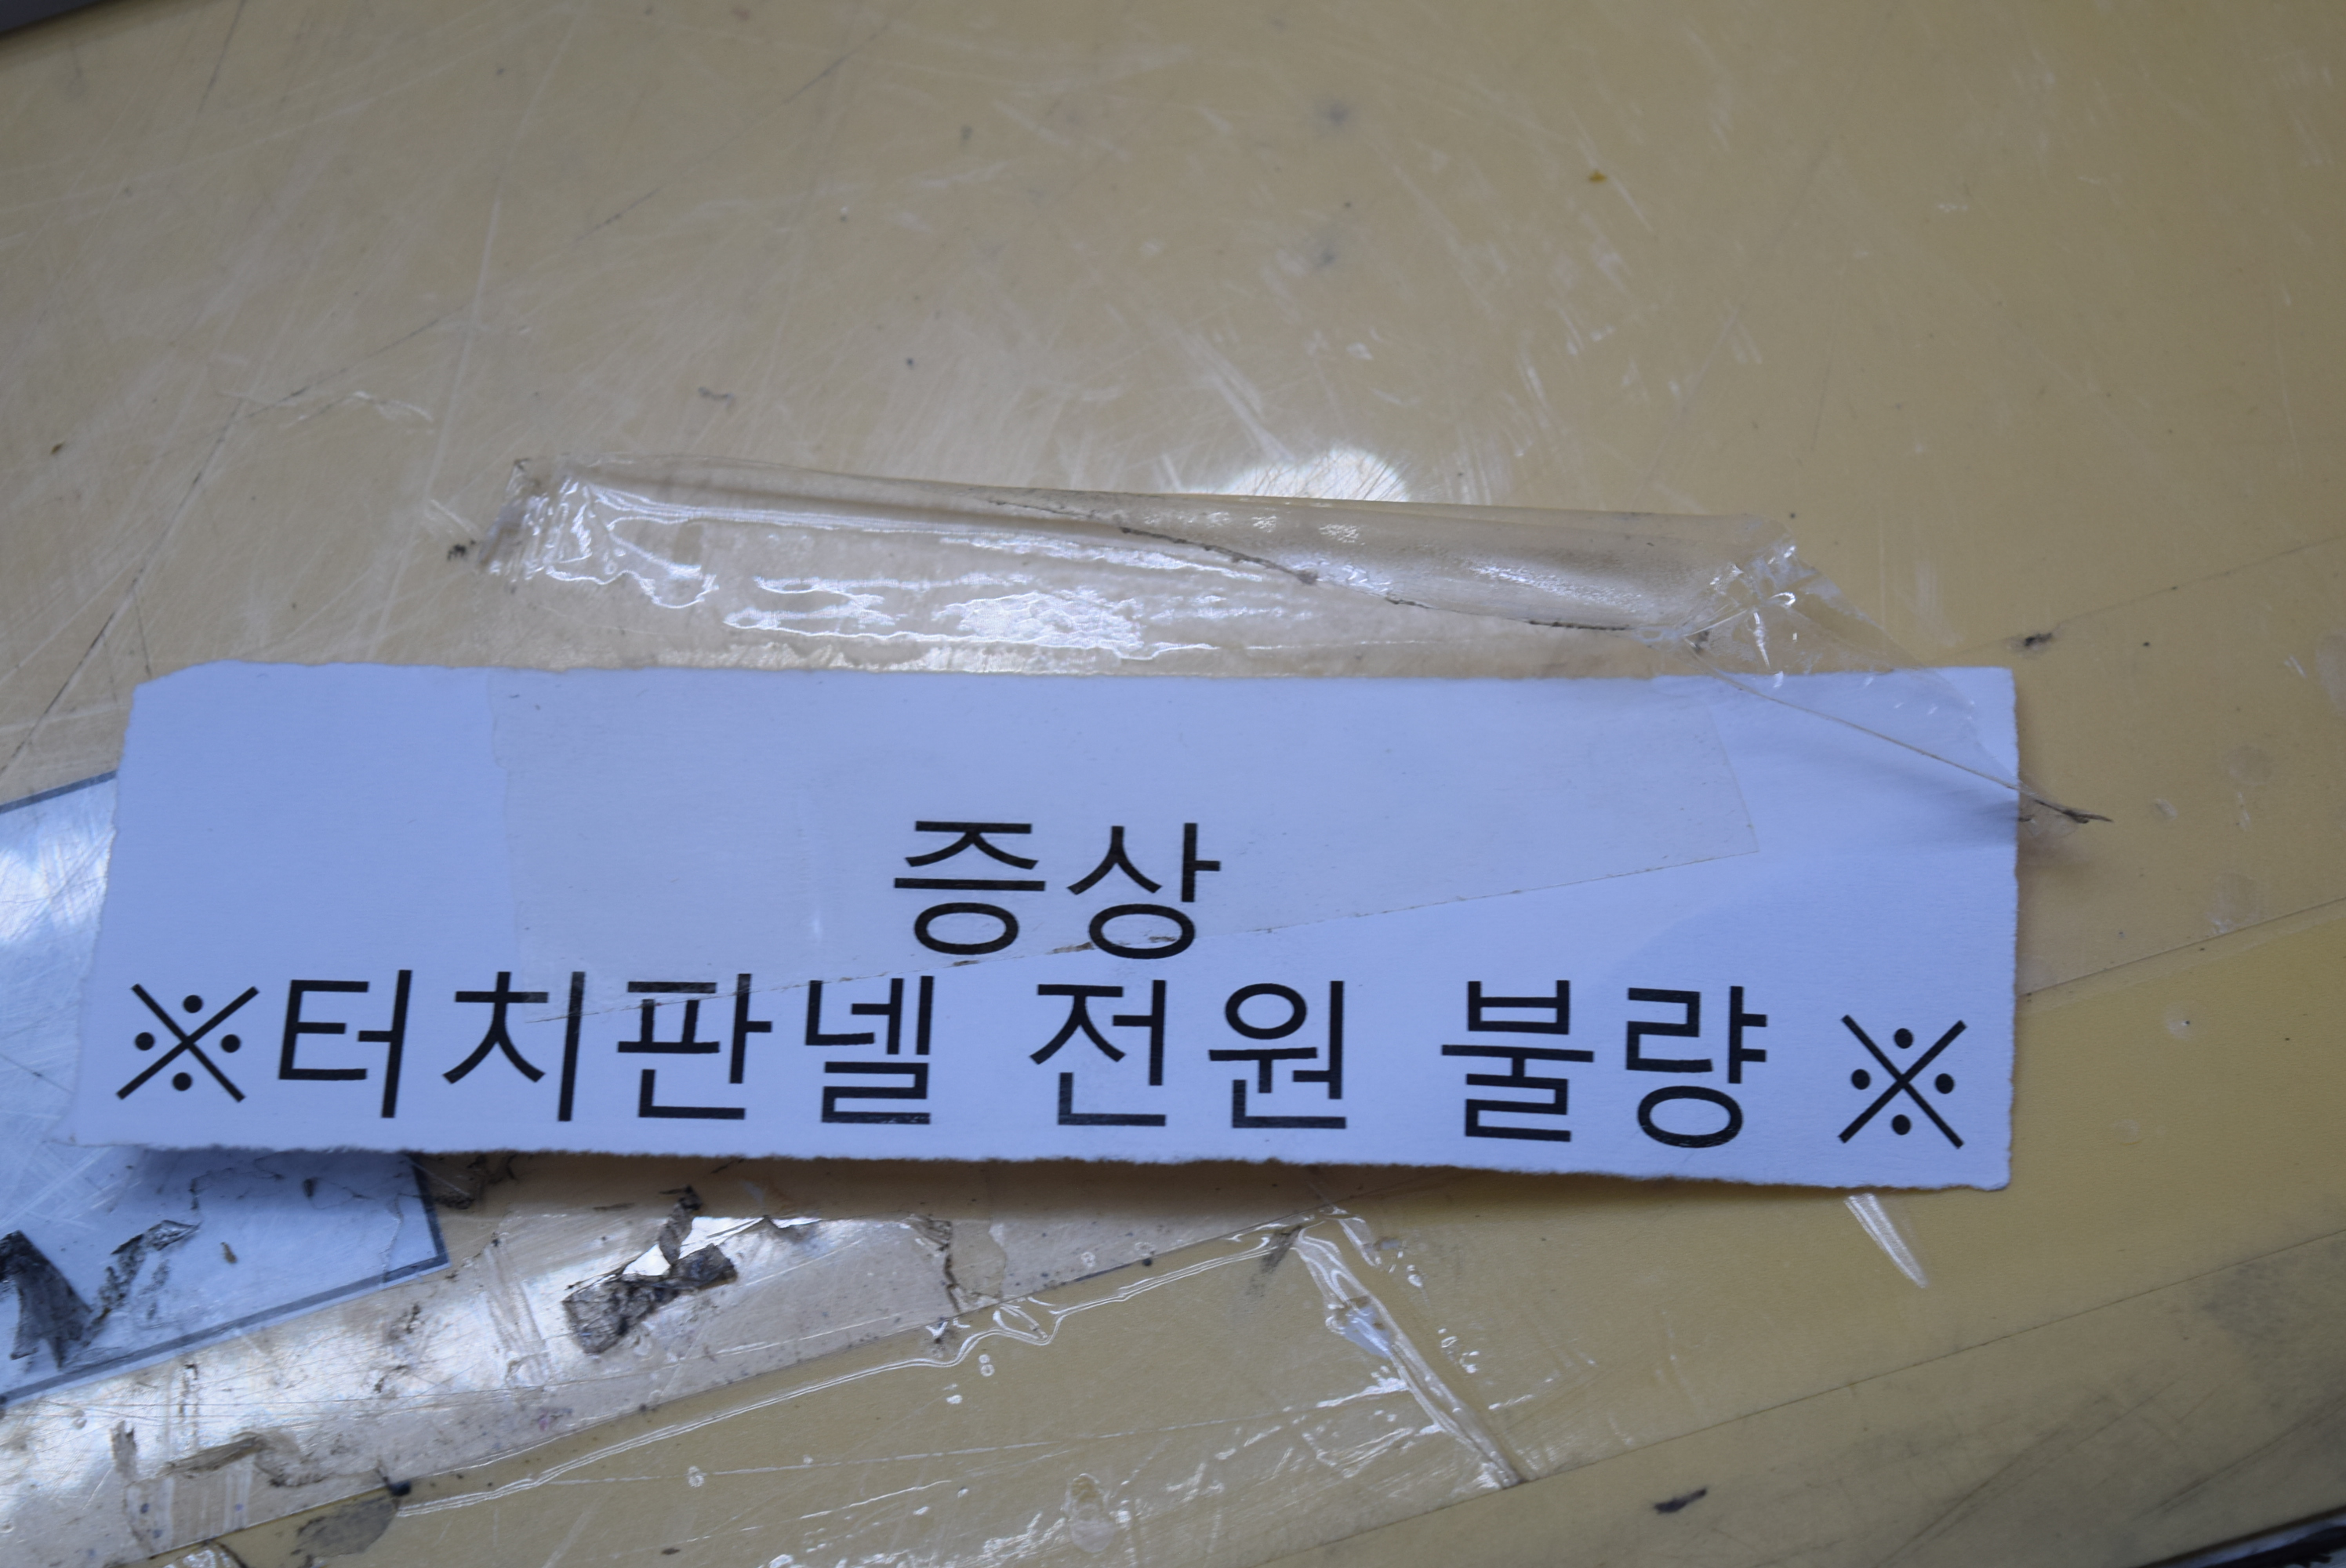 증상
※터치판넬 전원 불량 ※